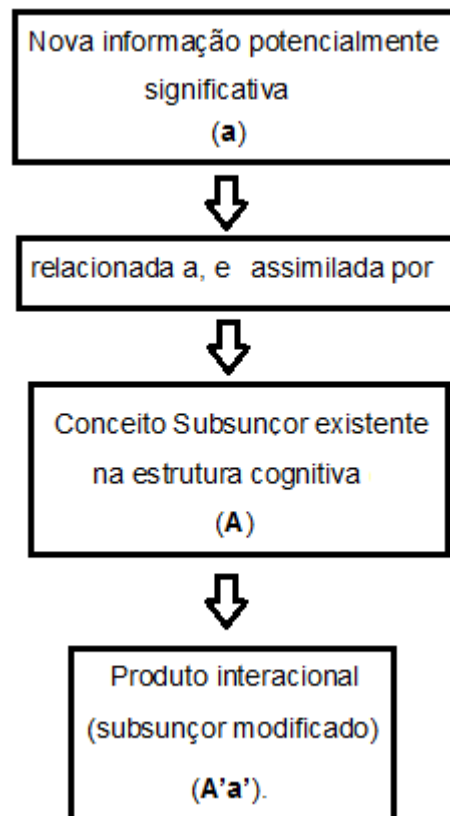 Nova informação potencialmente
significativa
(a)
relacionada a, e assimilada por
Conceito Subsunçor existente
na estrutura cognitiva
(A)
Produto interacional
(subsunçor modificado)
(A'a').